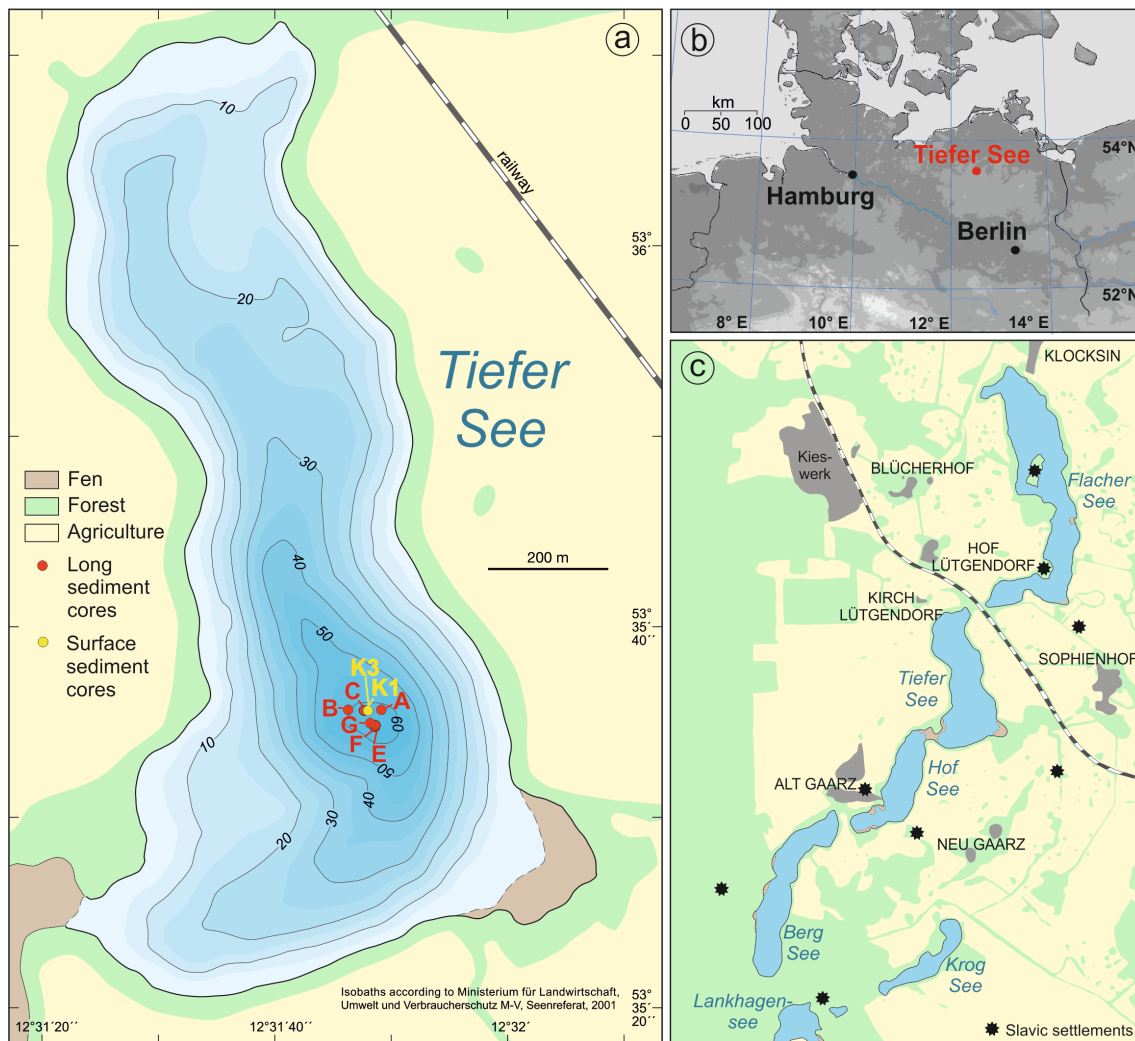 a
10
railway
53°
36´
20
Tiefer
See
30
Fen
Forest
Agriculture
Long
sediment
cores
Surface
sediment
cores
200 m
40
53°
35´
40´´
50
K3
K1
C
A
B
G
60
F
E
50
10
40
30
20
Isobaths according to Ministerium für Landwirtschaft,
Umwelt und Verbraucherschutz M-V, Seenreferat, 2001
53°
35´
20´´
12°31´20´´
12°31´40´´
12°32´
b
km
0 50 100
54°N
Tiefer See
Hamburg
Berlin
52°N
8° E
10° E
12° E
14° E
c
KLOCKSIN
Kies-
werk
BLÜCHERHOF
Flacher
See
HOF
LÜTGENDORF
KIRCH
LÜTGENDORF
SOPHIENHOF
Tiefer
See
Hof
See
ALT GAARZ
NEU GAARZ
Berg
See
Krog
See
Lankhagen-
see
Slavic settlements